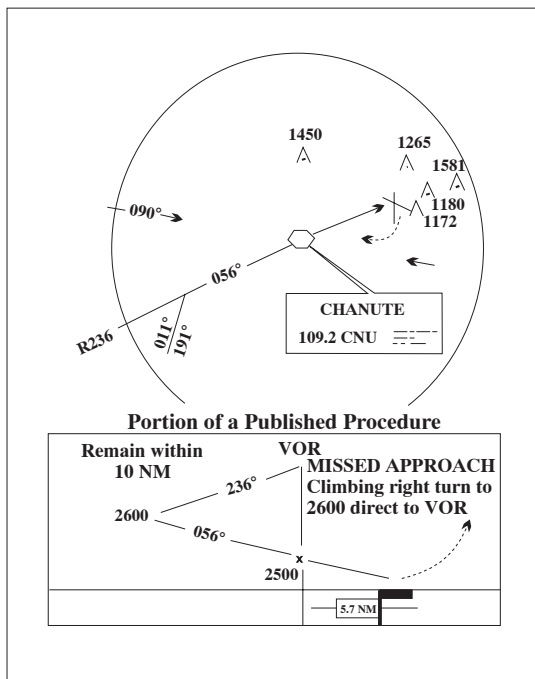 1450
1265
1581
1180
1172
090°
056°
CHANUTE
109.2 CNU
R236
011°
191°
Portion of a Published Procedure
Remain within
10 NM
VOR
MISSED APPROACH
Climbing right turn to
2600 direct to VOR
236°
2600
056°
x
2500
5.7 NM